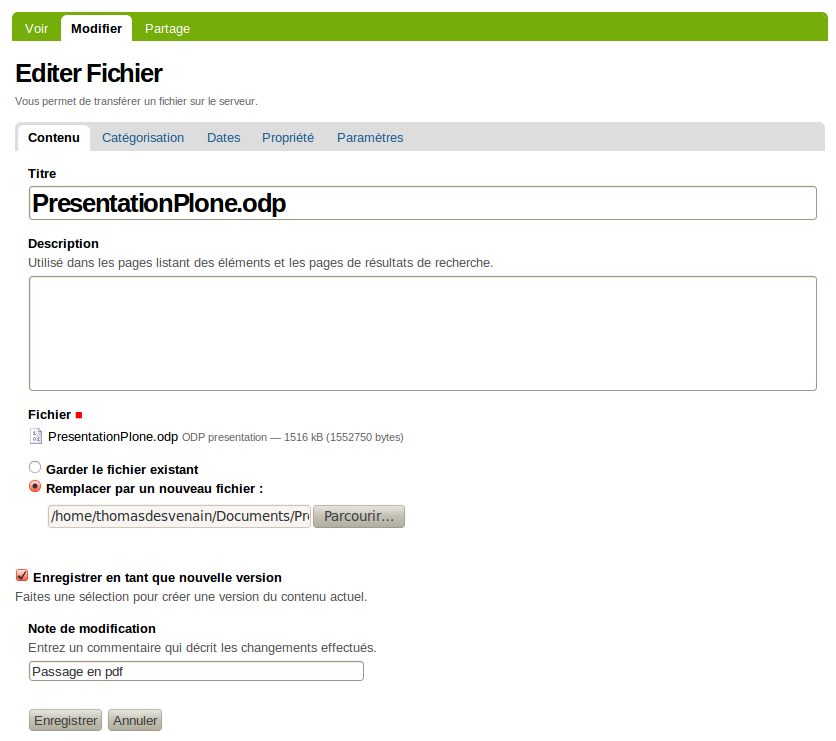 Voir Modifier Partage
Editer Fichier
Vous permet de transférer un fichier sur le serveur.
Contenu Catégorisation Dates Propriété Paramètres
Titre
PresentationPlone.odp
Description
Utilisé dans les pages listant des éléments et les pages de résultats de recherche.
Fichier
PresentationPlone.odp ODP presentation — 1516 kB (1552750 bytes)
Garder le fichier existant
Remplacer par un nouveau fichier :
/home/thomasdesvenain/Documents/Pr Parcourir...
Enregistrer en tant que nouvelle version
Faites une sélection pour créer une version du contenu actuel.
Note de modification
Entrez un commentaire qui décrit les changements effectués.
Passage en pdf
Enregistrer Annuler